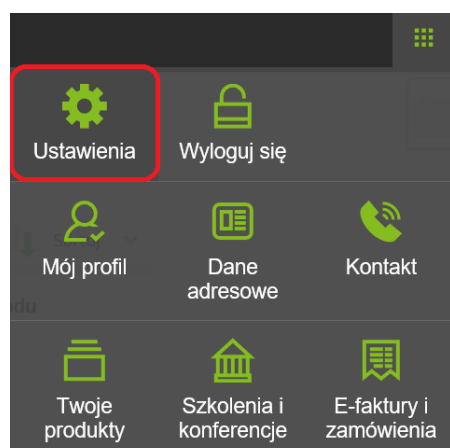 Ustawienia
Wyloguj się
Mój profil
Dane
adresowe
Kontakt
Twoje
produkty
Szkolenia i
konferencje
E-faktury i
zamówienia